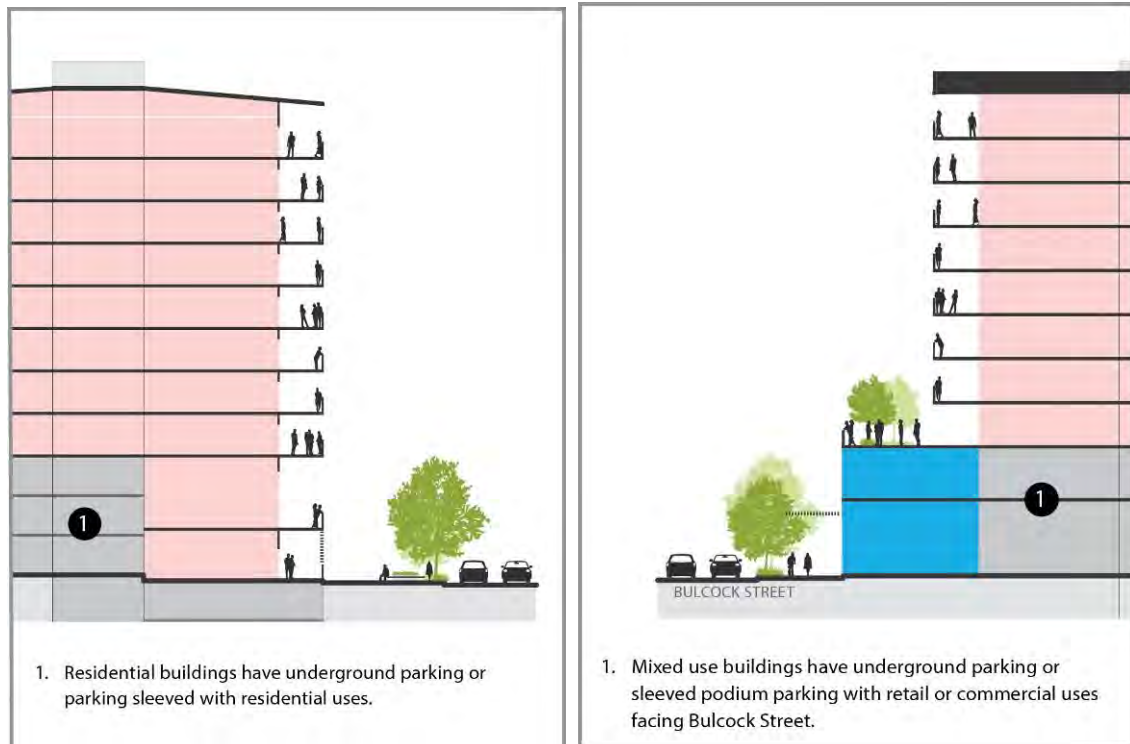 1
1. Residential buildings have underground parking or
parking sleeved with residential uses.
1
BULCOCK STREET
1. Mixed use buildings have underground parking or
sleeved podium parking with retail or commercial uses
facing Bulcock Street.